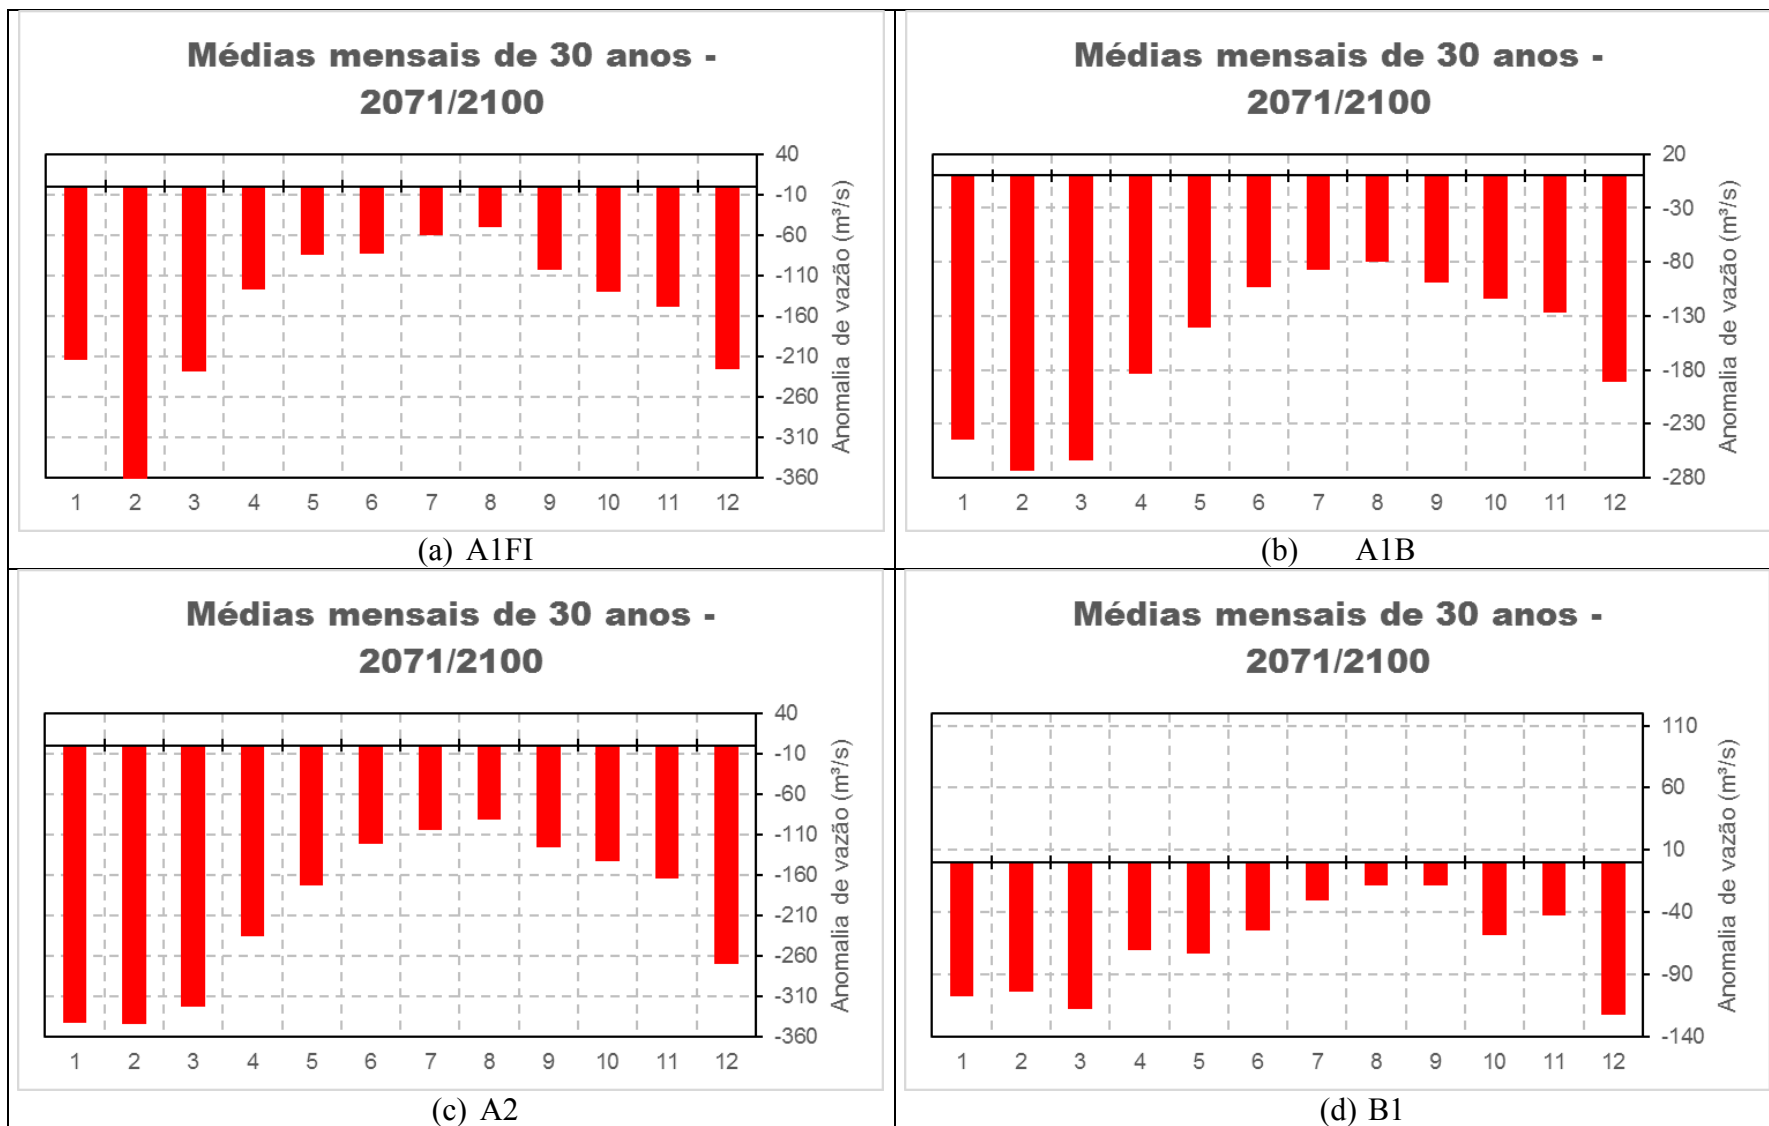 Médias mensais de 30 anos -
2071/2100
40
-10
-60
-110
-160
-210
-260
-310
-360
Anomalia de vazão (m³/s)
1 2 3 4 5 6 7 8 9 10 11 12
(a) A1FI
Médias mensais de 30 anos -
2071/2100
20
-30
-80
-130
-180
-230
-280
Anomalia de vazão (m³/s)
1 2 3 4 5 6 7 8 9 10 11 12
(b) A1B
Médias mensais de 30 anos -
2071/2100
40
-10
-60
-110
-160
-210
-260
-310
-360
Anomalia de vazão (m³/s)
1 2 3 4 5 6 7 8 9 10 11 12
(c) A2
Médias mensais de 30 anos -
2071/2100
110
60
10
-40
-90
-140
Anomalia de vazão (m³/s)
1 2 3 4 5 6 7 8 9 10 11 12
(d) B1